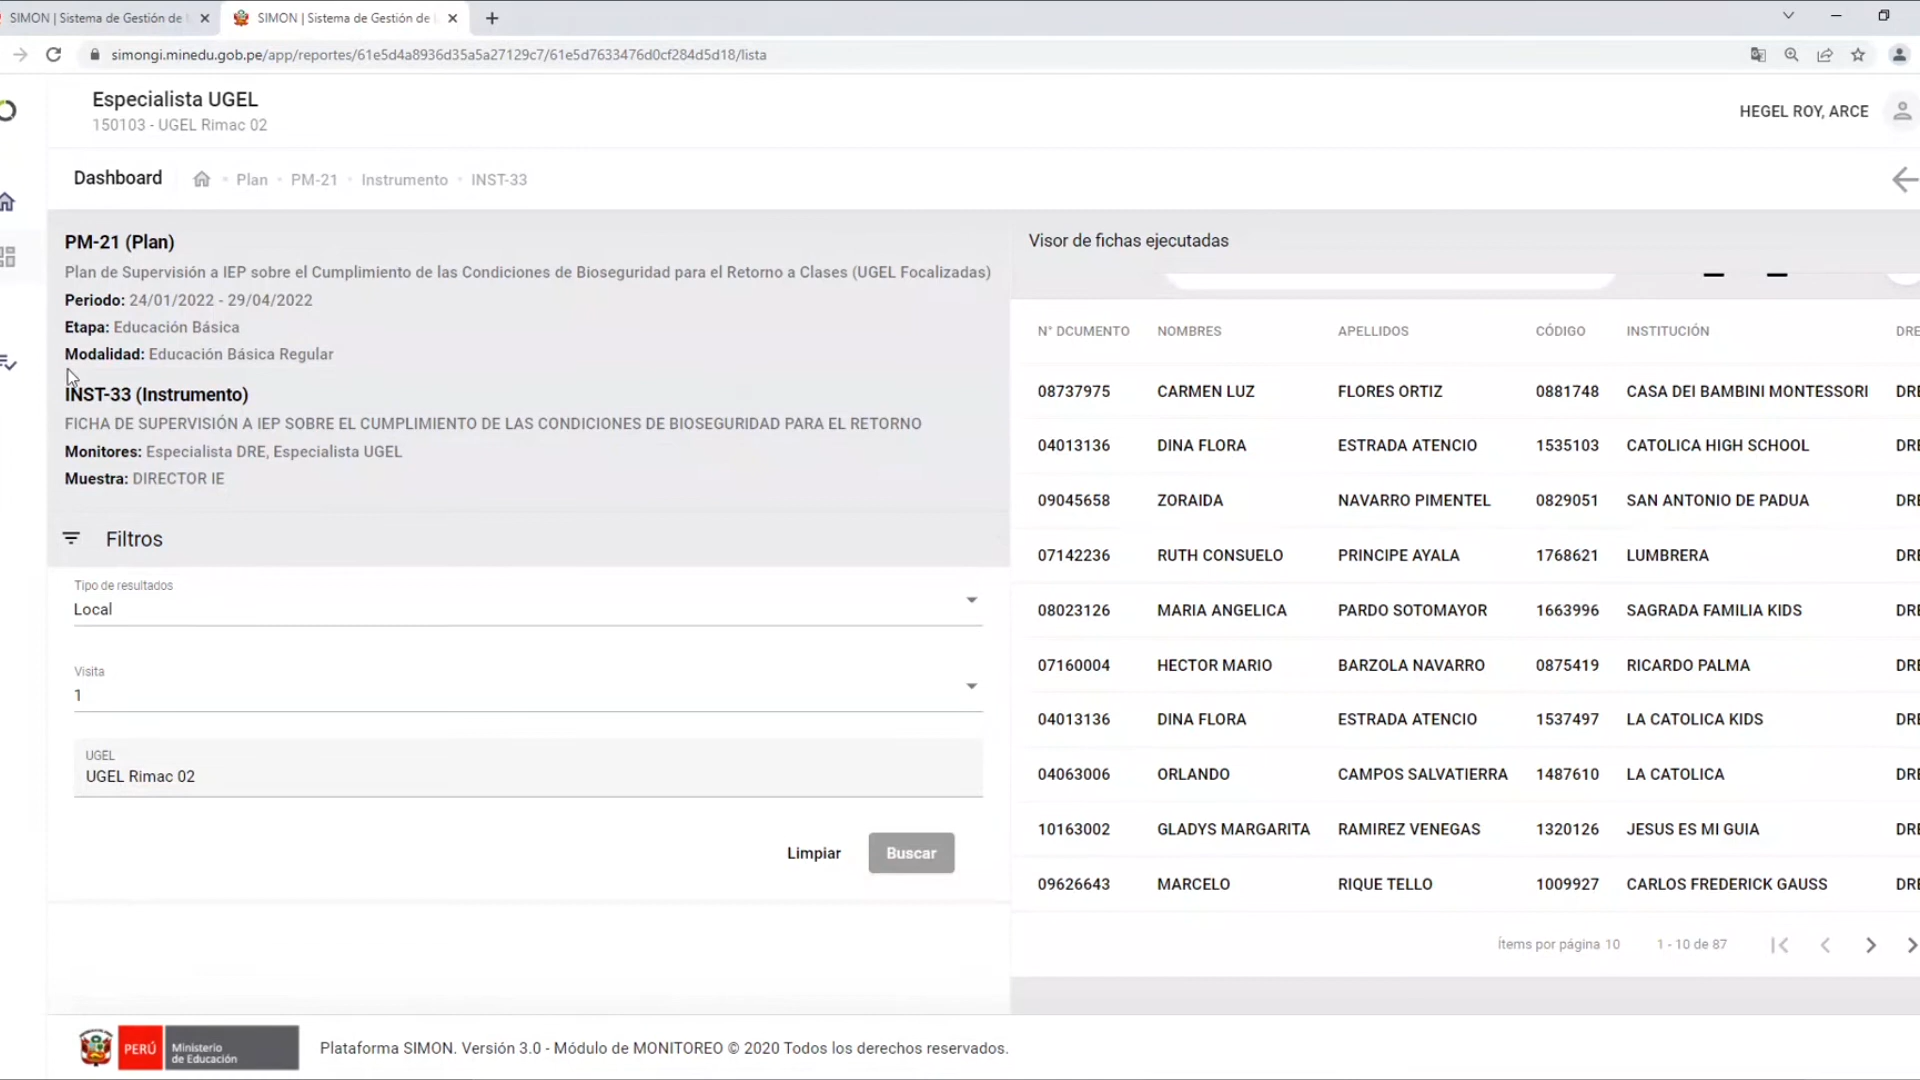 SIMON | Sistema de Gestión de
SIMON | Sistema de Gestión de
simongi.minedu.gob.pe/app/reportes/61e5d4a8936d35a5a27129c7/61e5d7633476d0cf284d5d18/lista
Especialista UGEL
150103 - UGEL Rimac 02
HEGEL ROY, ARCE
Dashboard
Plan
PM-21
Instrumento
INST-33
PM-21 (Plan)
Plan de Supervisión a IEP sobre el Cumplimiento de las Condiciones de Bioseguridad para el Retorno a Clases (UGEL Focalizadas)
Periodo: 24/01/2022 - 29/04/2022
Etapa: Educación Básica
Modalidad: Educación Básica Regular
INST-33 (Instrumento)
FICHA DE SUPERVISIÓN A IEP SOBRE EL CUMPLIMIENTO DE LAS CONDICIONES DE BIOSEGURIDAD PARA EL RETORNO
Monitores: Especialista DRE, Especialista UGEL
Muestra: DIRECTOR IE
Filtros
Tipo de resultados
Local
Visita
1
UGEL
UGEL Rimac 02
Limpiar
Buscar
Visor de fichas ejecutadas
N° DCUMENTO NOMBRES APELLIDOS CÓDIGO INSTITUCIÓN DRE
08737975 CARMEN LUZ FLORES ORTIZ 0881748 CASA DEI BAMBINI MONTESSORI DRE
04013136 DINA FLORA ESTRADA ATENCIO 1535103 CATOLICA HIGH SCHOOL DRE
09045658 ZORAIDA NAVARRO PIMENTEL 0829051 SAN ANTONIO DE PADUA DRE
07142236 RUTH CONSUELO PRINCIPE AYALA 1768621 LUMBRERA DRE
08023126 MARIA ANGELICA PARDO SOTOMAYOR 1663996 SAGRADA FAMILIA KIDS DRE
07160004 HECTOR MARIO BARZOLA NAVARRO 0875419 RICARDO PALMA DRE
04013136 DINA FLORA ESTRADA ATENCIO 1537497 LA CATOLICA KIDS DRE
04063006 ORLANDO CAMPOS SALVATIERRA 1487610 LA CATOLICA DRE
10163002 GLADYS MARGARITA RAMIREZ VENEGAS 1320126 JESUS ES MI GUIA DRE
09626643 MARCELO RIQUE TELLO 1009927 CARLOS FREDERICK GAUSS DRE
Ítems por página 10 1 - 10 de 87
PERÚ
Ministerio
de Educación
Plataforma SIMON. Versión 3.0 - Módulo de MONITOREO © 2020 Todos los derechos reservados.